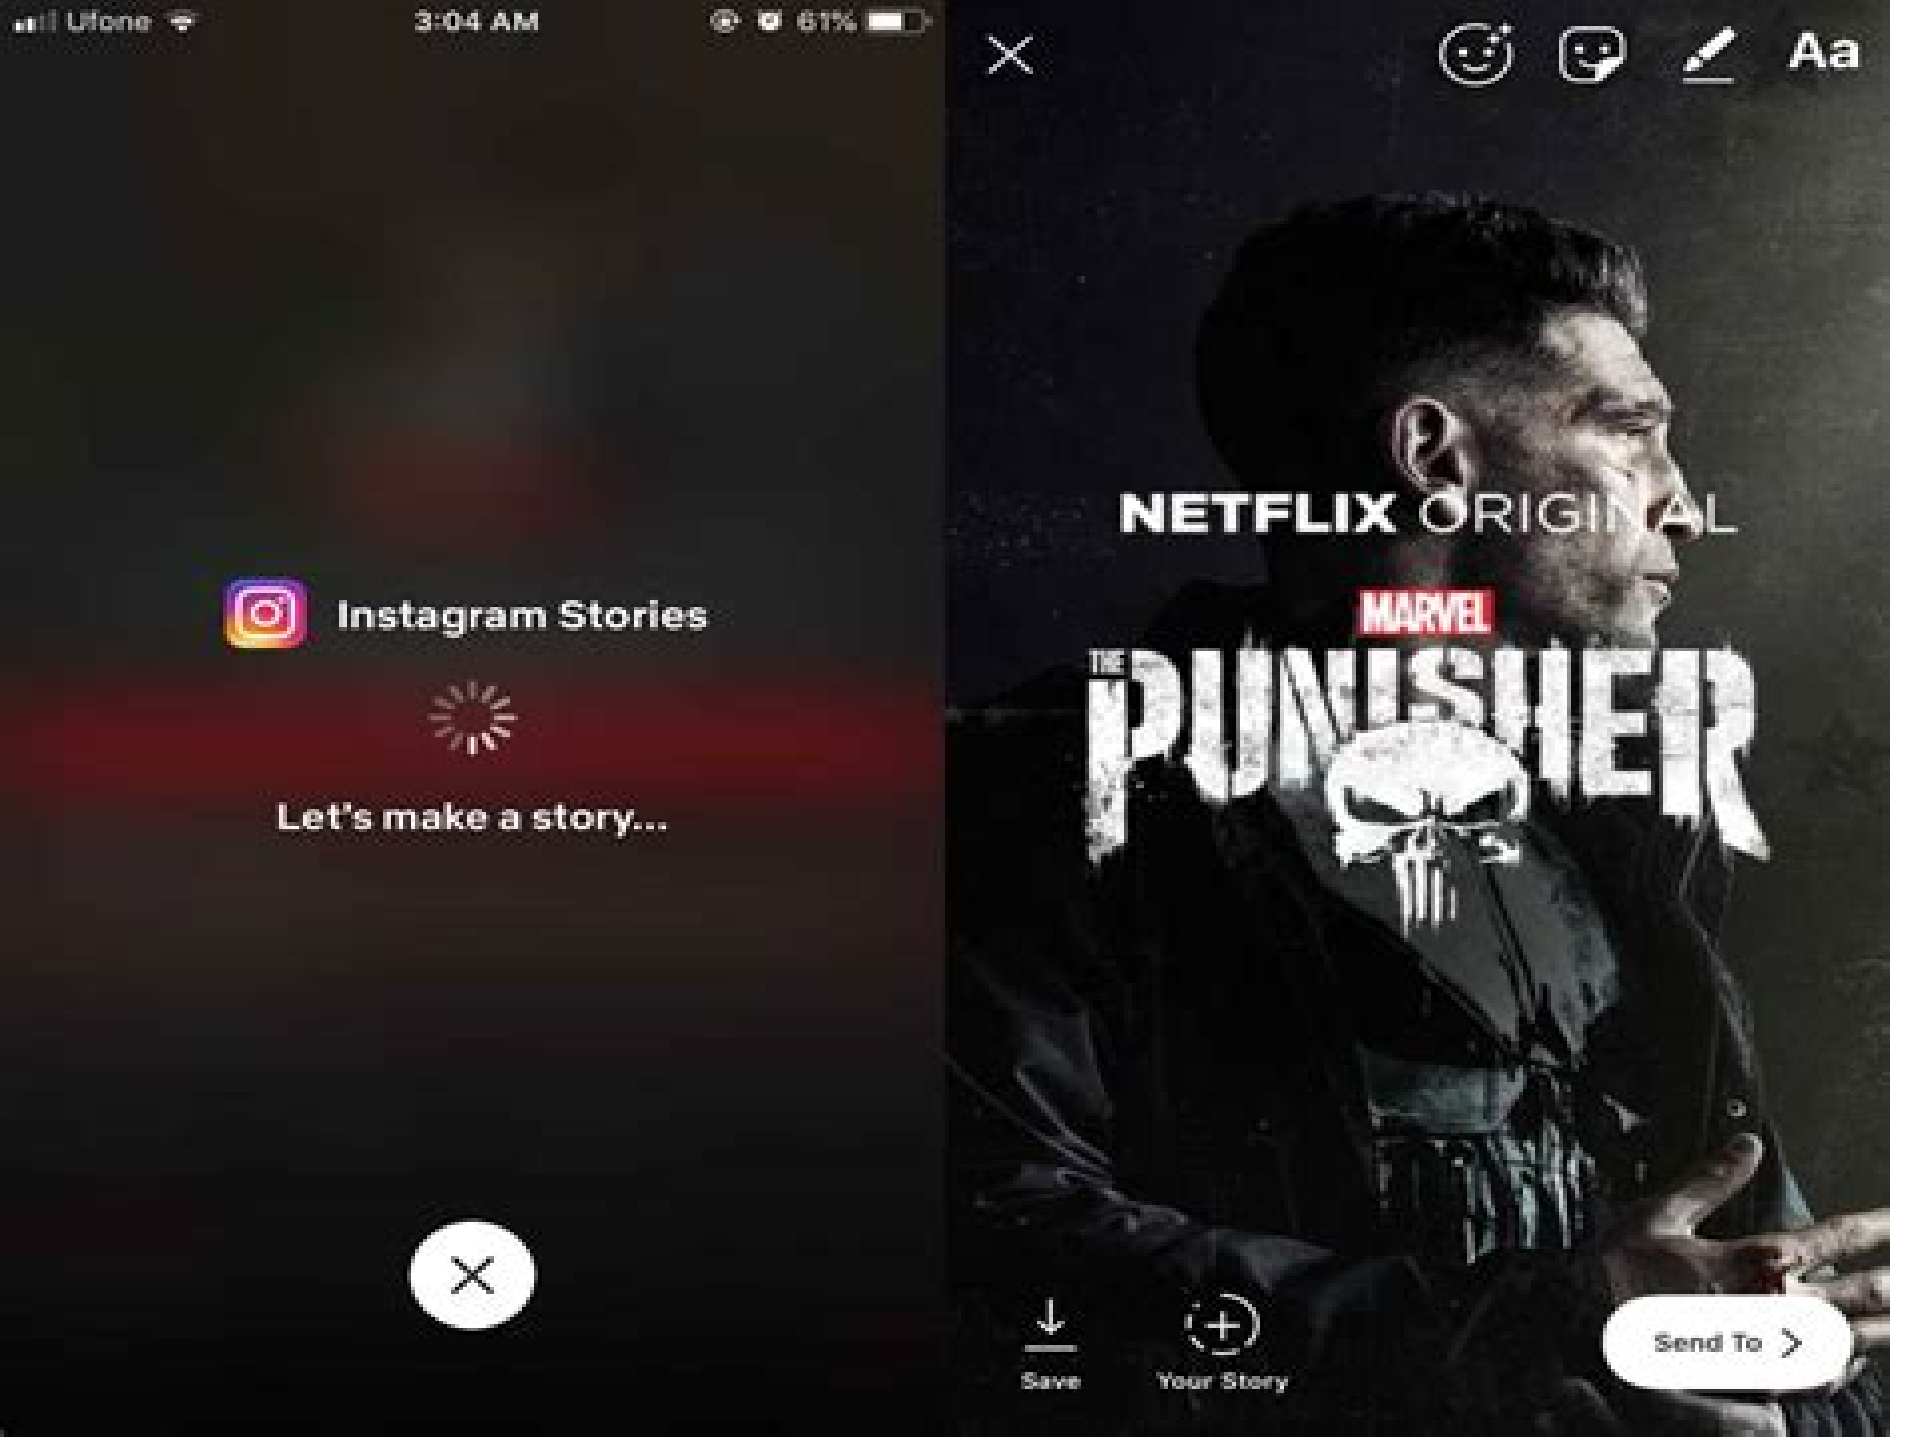 Ufone 3:04 AM 61%
Instagram Stories
Let's make a story...
Aa
NETFLIX ORIGINAL
MARVEL
THE
PUNISHER
Save
Your Story
Send To